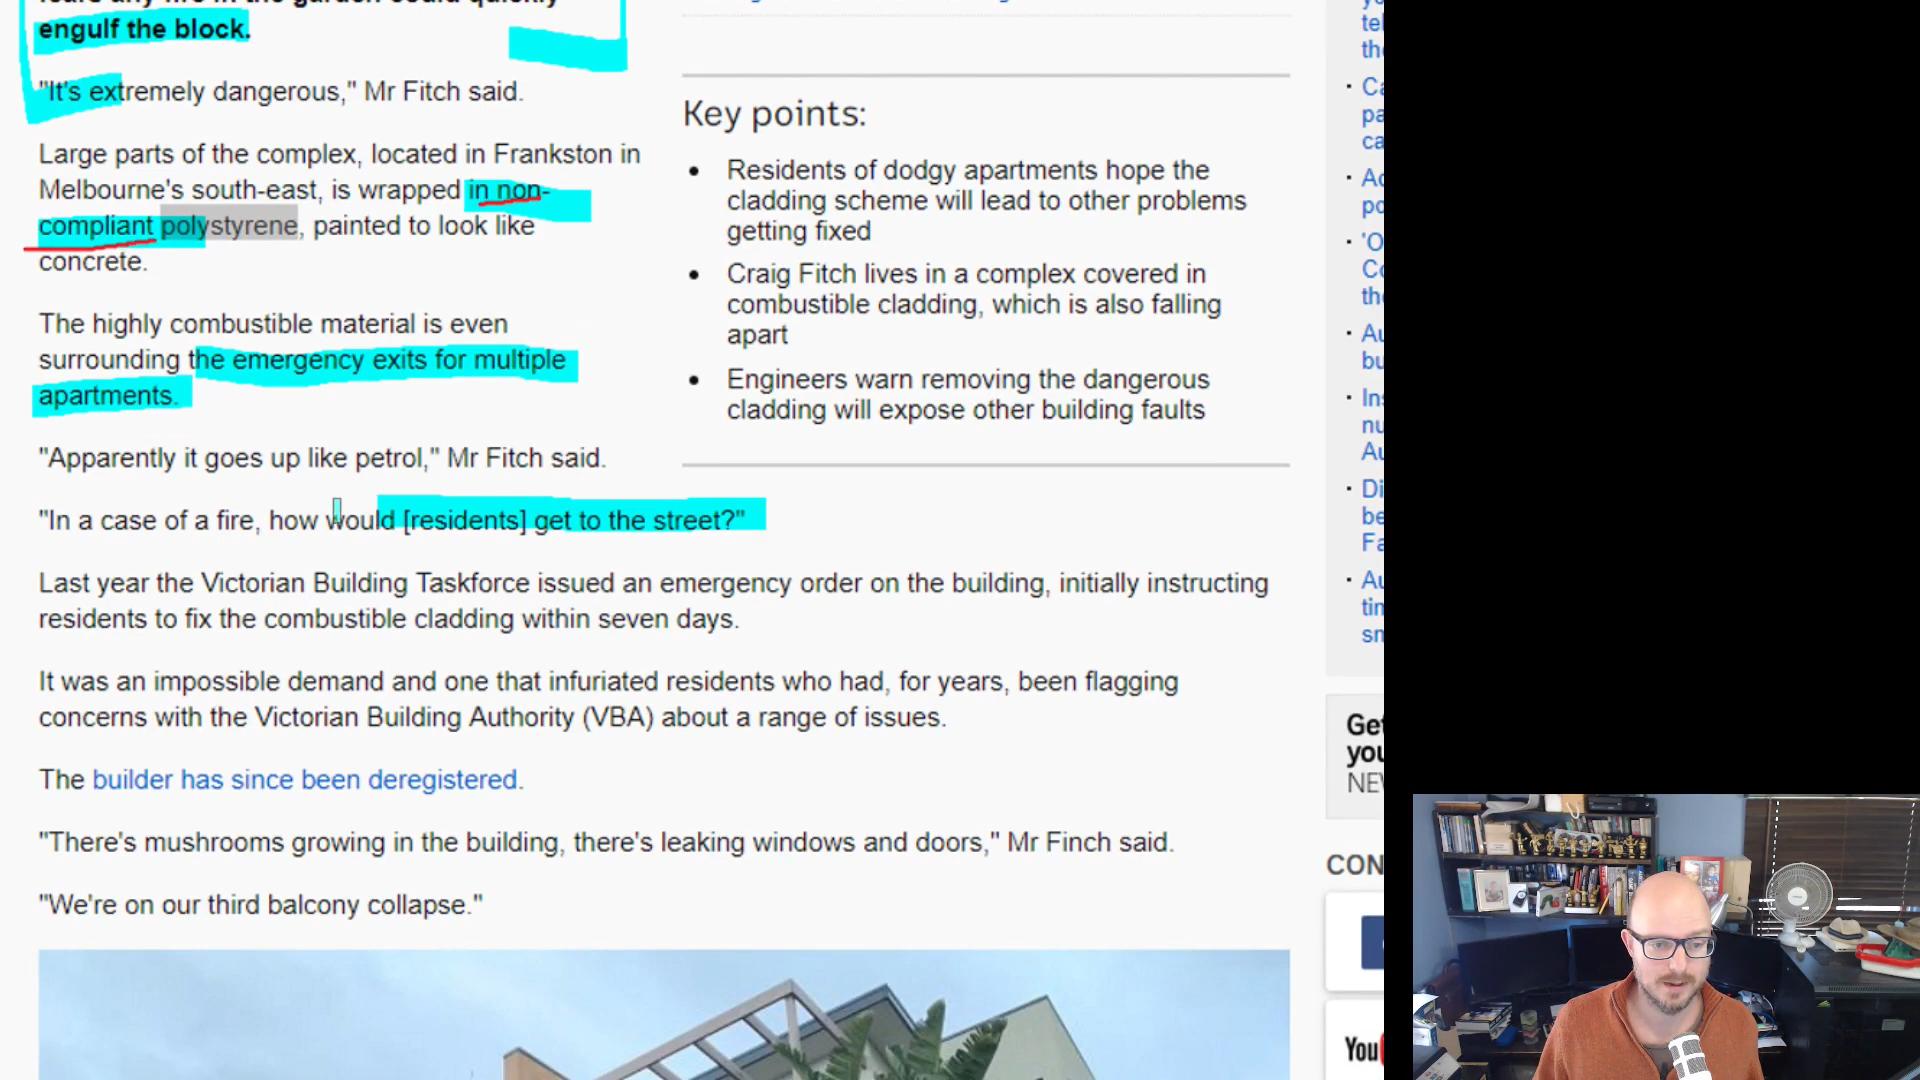 engulf the block.
"It's extremely dangerous," Mr Fitch said.
Large parts of the complex, located in Frankston in
Melbourne's south-east, is wrapped in non-
compliant polystyrene, painted to look like
concrete.
The highly combustible material is even
surrounding the emergency exits for multiple
apartments.
"Apparently it goes up like petrol," Mr Fitch said.
"In a case of a fire, how would [residents] get to the street?"
Last year the Victorian Building Taskforce issued an emergency order on the building, initially instructing
residents to fix the combustible cladding within seven days.
It was an impossible demand and one that infuriated residents who had, for years, been flagging
concerns with the Victorian Building Authority (VBA) about a range of issues.
The builder has since been deregistered.
"There's mushrooms growing in the building, there's leaking windows and doors," Mr Finch said.
"We're on our third balcony collapse."
Key points:
• Residents of dodgy apartments hope the
cladding scheme will lead to other problems
getting fixed
• Craig Fitch lives in a complex covered in
combustible cladding, which is also falling
apart
• Engineers warn removing the dangerous
cladding will expose other building faults
CON
You